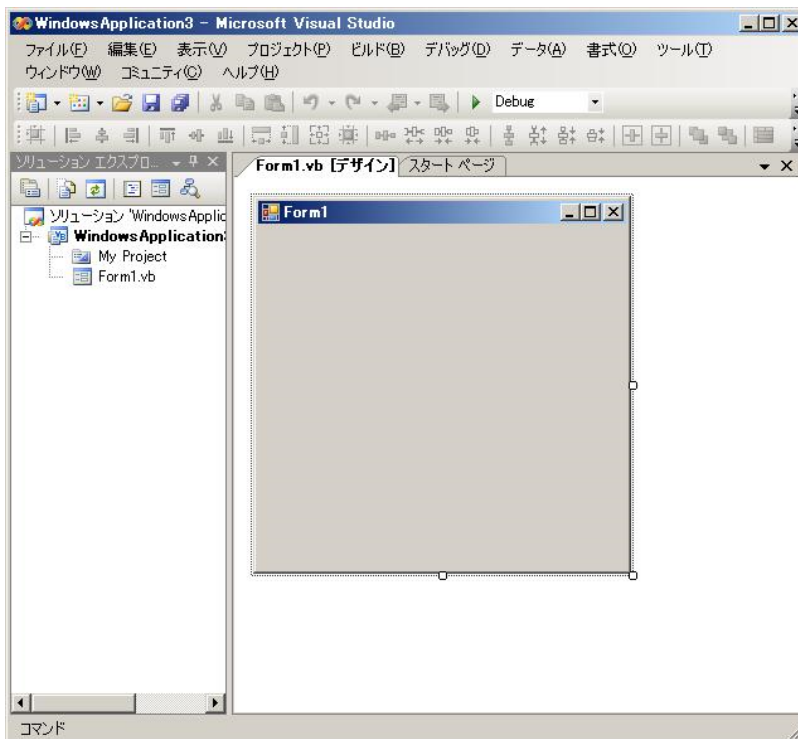 WindowsApplication3 - Microsoft Visual Studio
ファイル(F) 編集(E) 表示(V) プロジェクト(P) ビルド(B) デバッグ(D) データ(A) 書式(O) ツール(T)
ウィンドウ(W) コミュニティ(C) ヘルプ(H)
Debug
ソリューション エクスプロ...
Form1.vb [デザイン] スタート ページ
ソリューション 'WindowsApplic
WindowsApplication
My Project
Form1.vb
Form1
コマンド